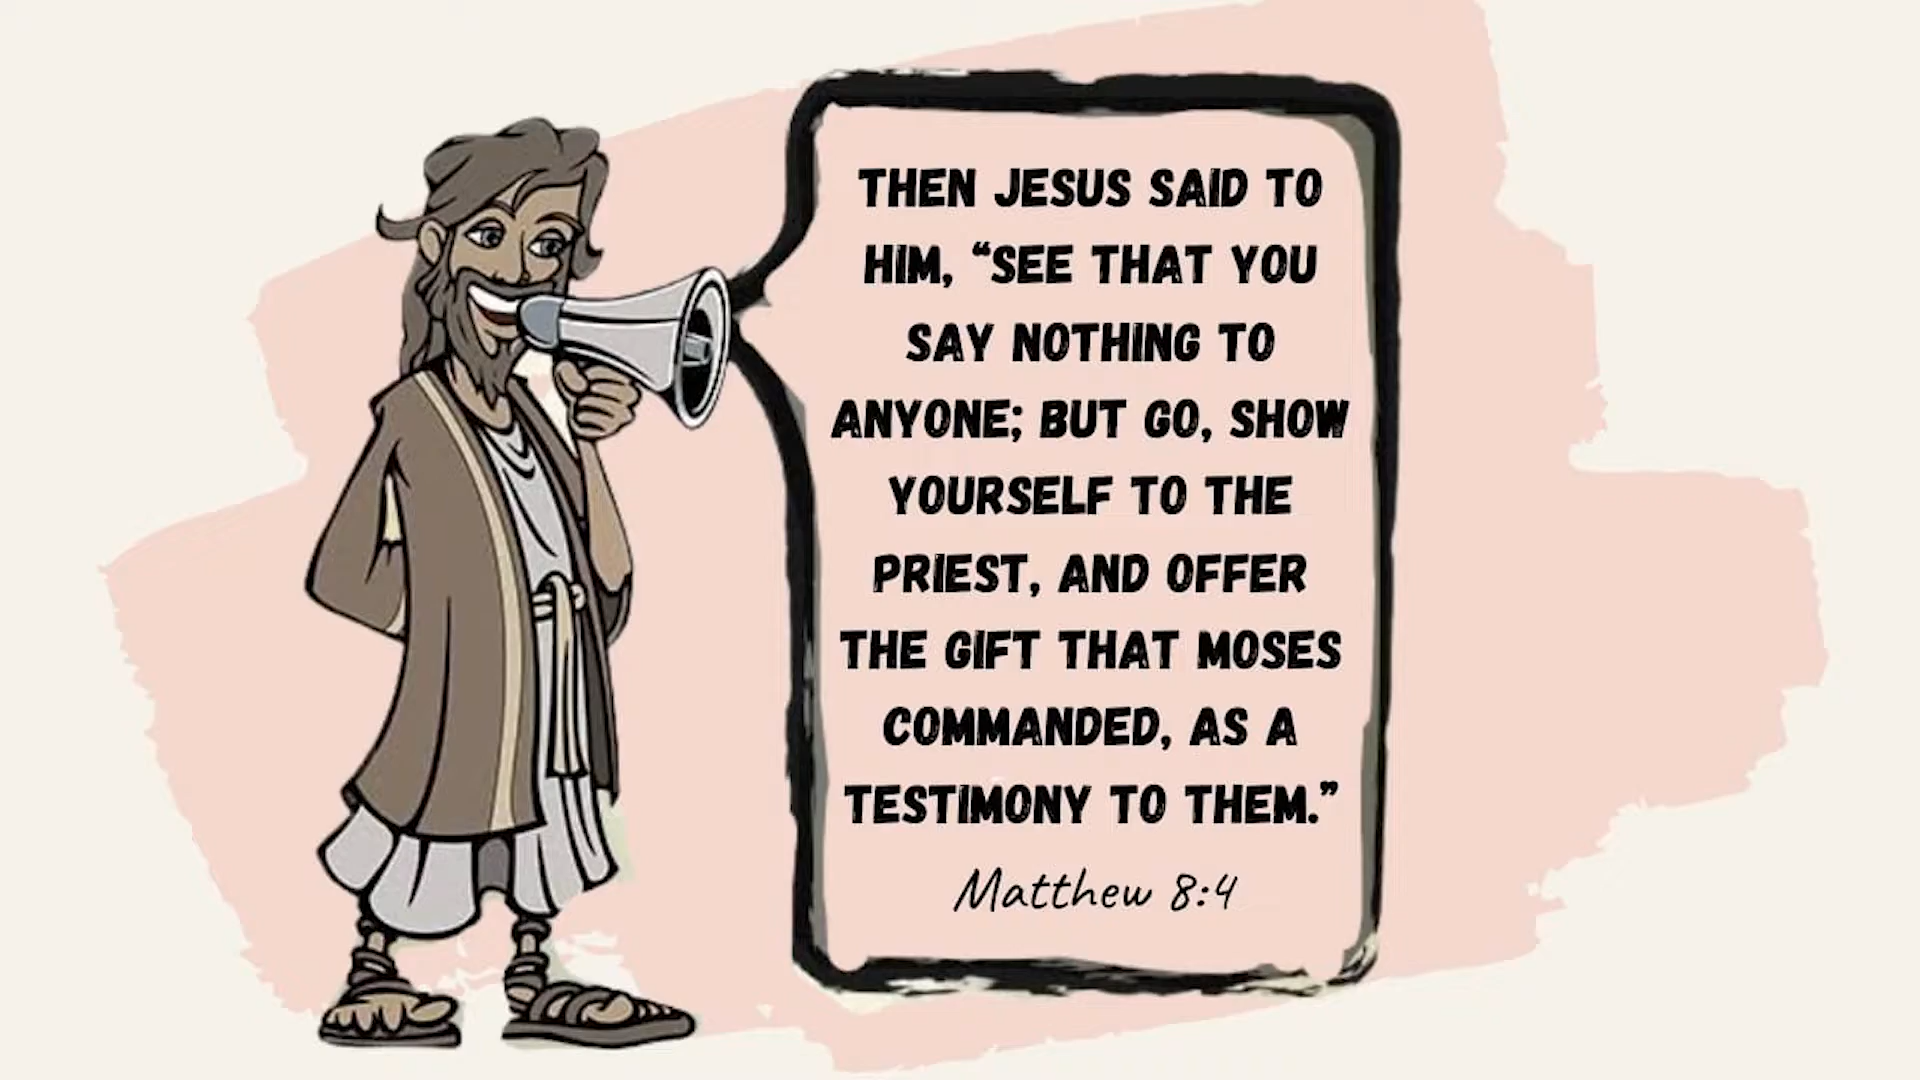 THEN JESUS SAID TO
HIM, “SEE THAT YOU
SAY NOTHING TO
ANYONE; BUT GO, SHOW
YOURSELF TO THE
PRIEST, AND OFFER
THE GIFT THAT MOSES
COMMANDED, AS A
TESTIMONY TO THEM.”
Matthew 8:4